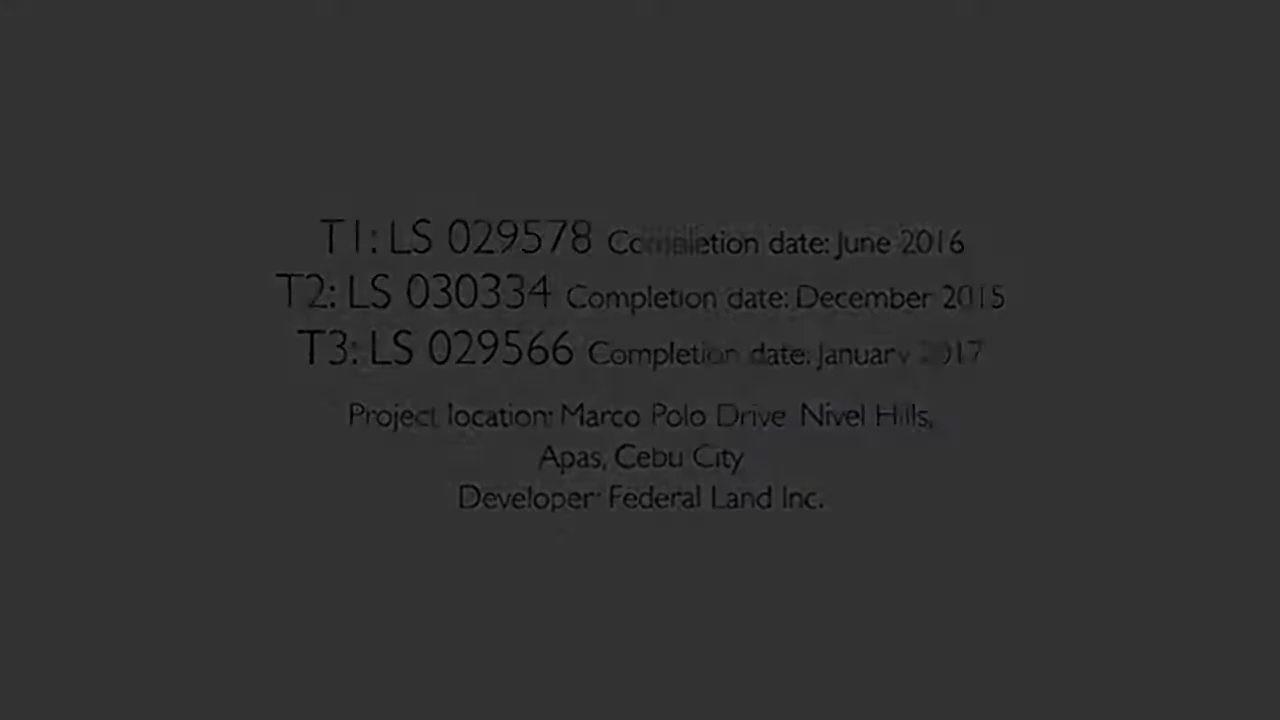 T1: LS 029578 Completion date: June 2016
T2: LS 030334 Completion date: December 2015
T3: LS 029566 Completion date: January 2017
Project location: Marco Polo Drive Nivel Hills,
Apas, Cebu City
Developer: Federal Land Inc.